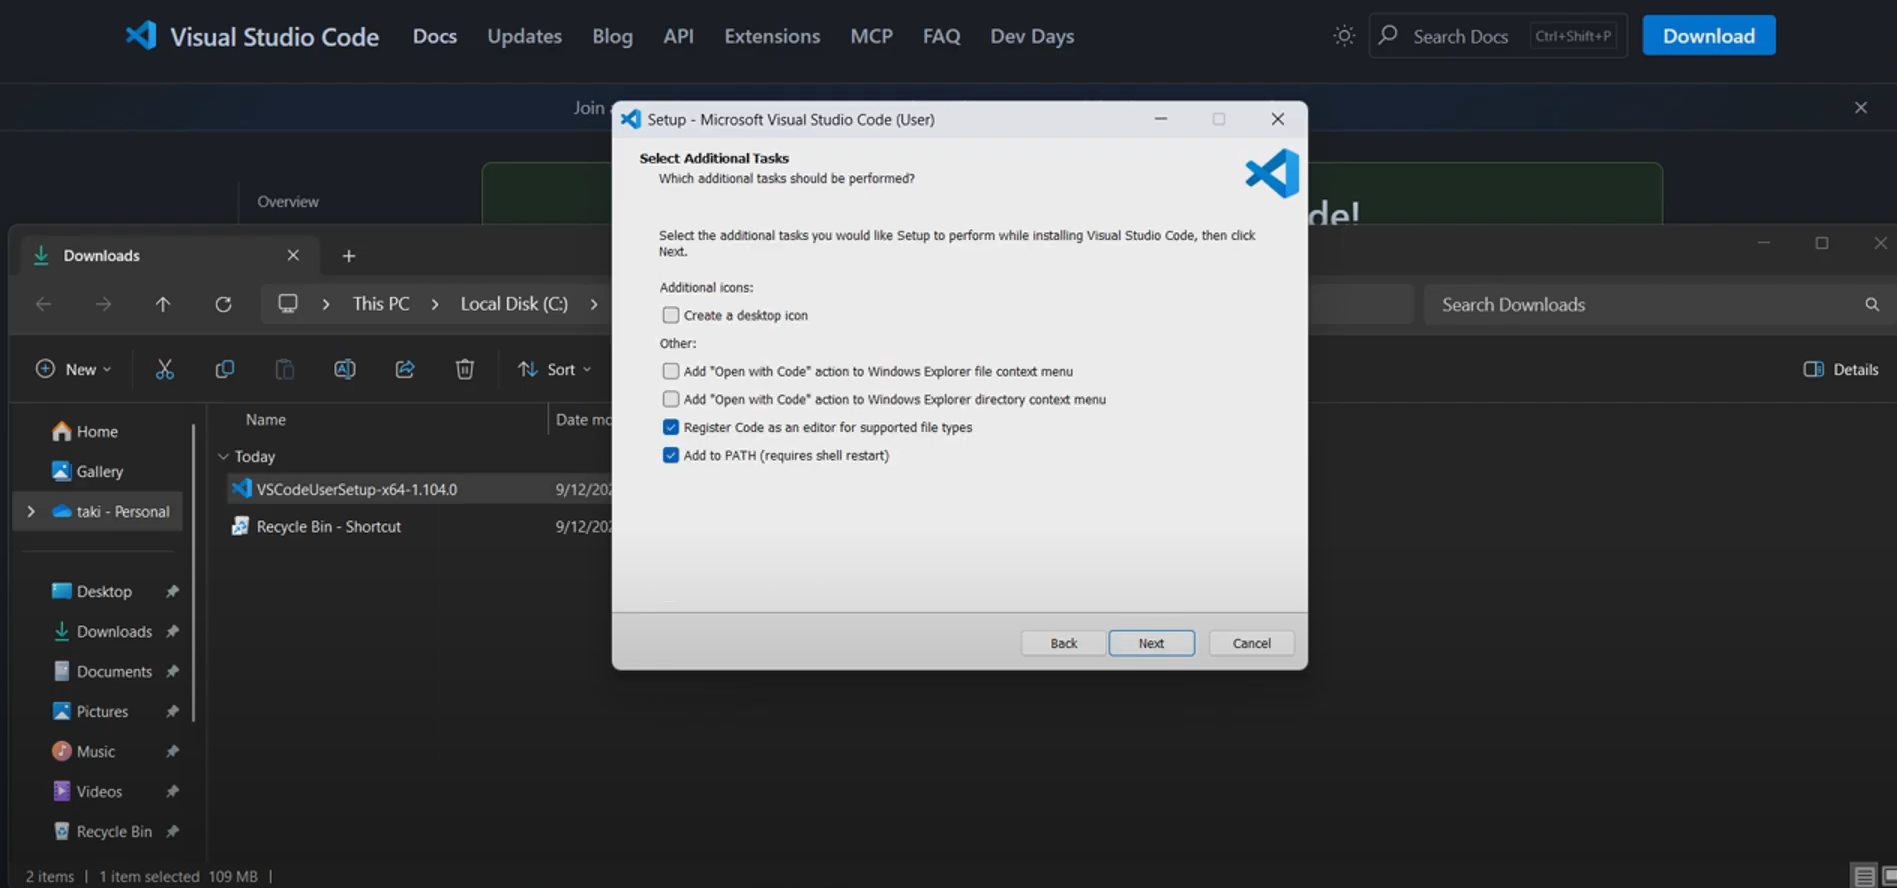 Visual Studio Code Docs Updates Blog API Extensions MCP FAQ Dev Days Search Docs Ctrl+Shift+P Download
Join
Setup - Microsoft Visual Studio Code (User)
Select Additional Tasks
Which additional tasks should be performed?
Overview
de!
Select the additional tasks you would like Setup to perform while installing Visual Studio Code, then click
Next.
Additional icons:
Create a desktop icon
Other:
Add "Open with Code" action to Windows Explorer file context menu
Add "Open with Code" action to Windows Explorer directory context menu
Register Code as an editor for supported file types
Add to PATH (requires shell restart)
Back Next Cancel
Downloads
This PC Local Disk (C:) Search Downloads
New Sort Details
Name Date mo
Today
VSCodeUserSetup-x64-1.104.0 9/12/202
Recycle Bin - Shortcut 9/12/202
Home
Gallery
taki - Personal
Desktop
Downloads
Documents
Pictures
Music
Videos
Recycle Bin
2 items | 1 item selected 109 MB |